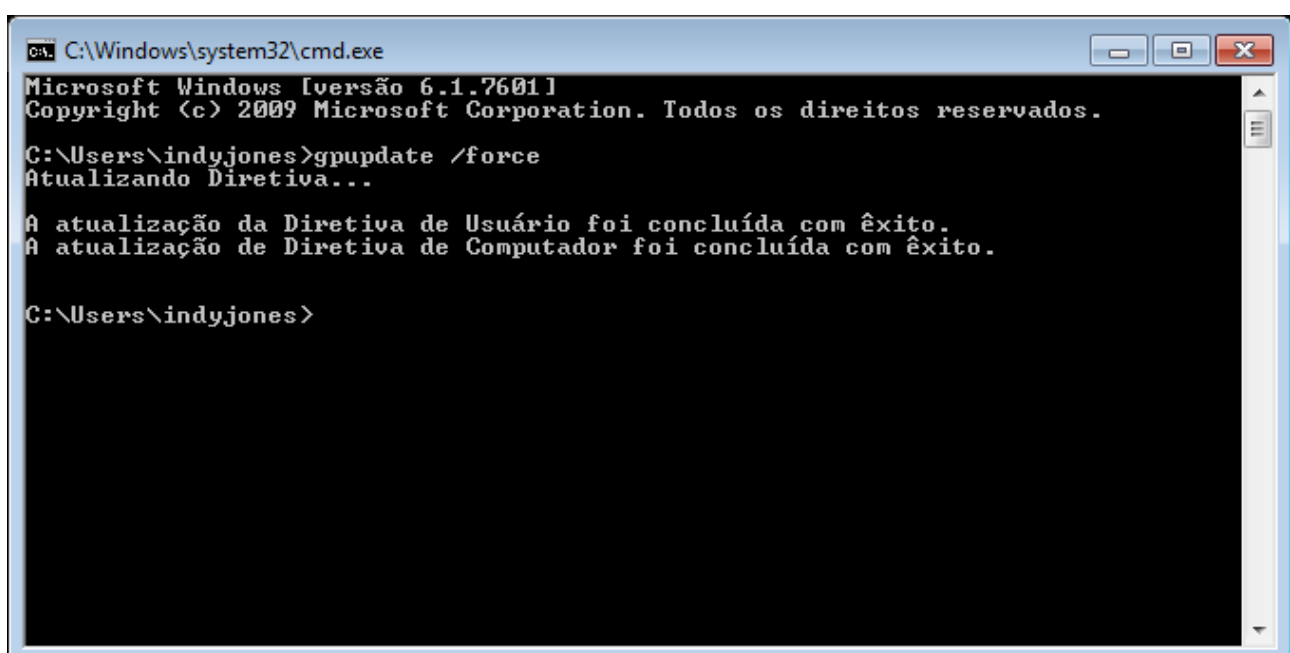 C:\Windows\system32\cmd.exe
Microsoft Windows [versão 6.1.7601]
Copyright (c) 2009 Microsoft Corporation. Todos os direitos reservados.
C:\Users\indyjones>gpupdate /force
Atualizando Diretiva...
A atualização da Diretiva de Usuário foi concluída com êxito.
A atualização de Diretiva de Computador foi concluída com êxito.
C:\Users\indyjones>